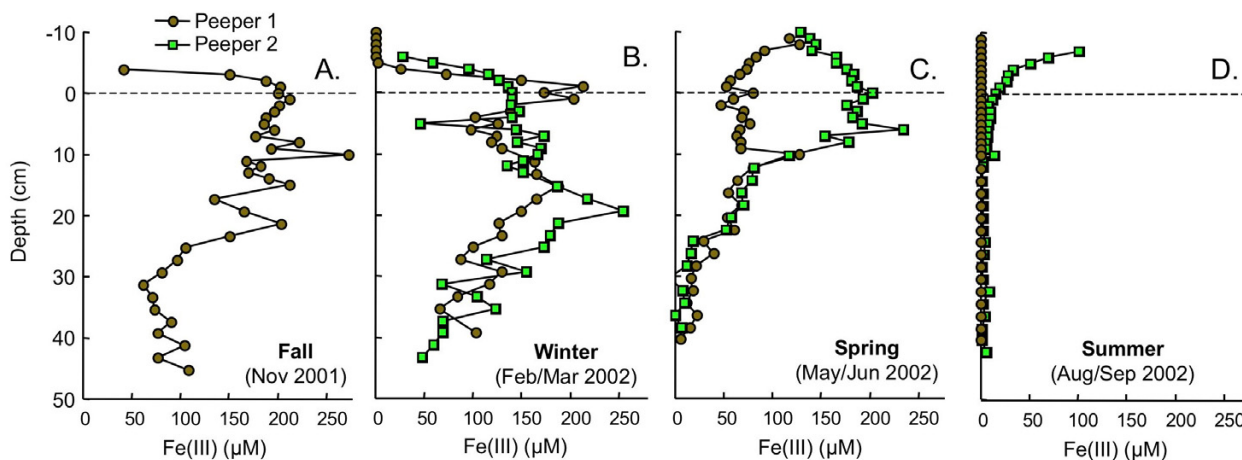 Peeper 1
Peeper 2
A.
B.
C.
D.
-10
0
10
20
30
40
50
Depth (cm)
Fall
(Nov 2001)
Winter
(Feb/Mar 2002)
Spring
(May/Jun 2002)
Summer
(Aug/Sep 2002)
0 50 100 150 200 250
0 50 100 150 200 250
0 50 100 150 200 250
0 50 100 150 200 250
Fe(III) (µM)
Fe(III) (µM)
Fe(III) (µM)
Fe(III) (µM)